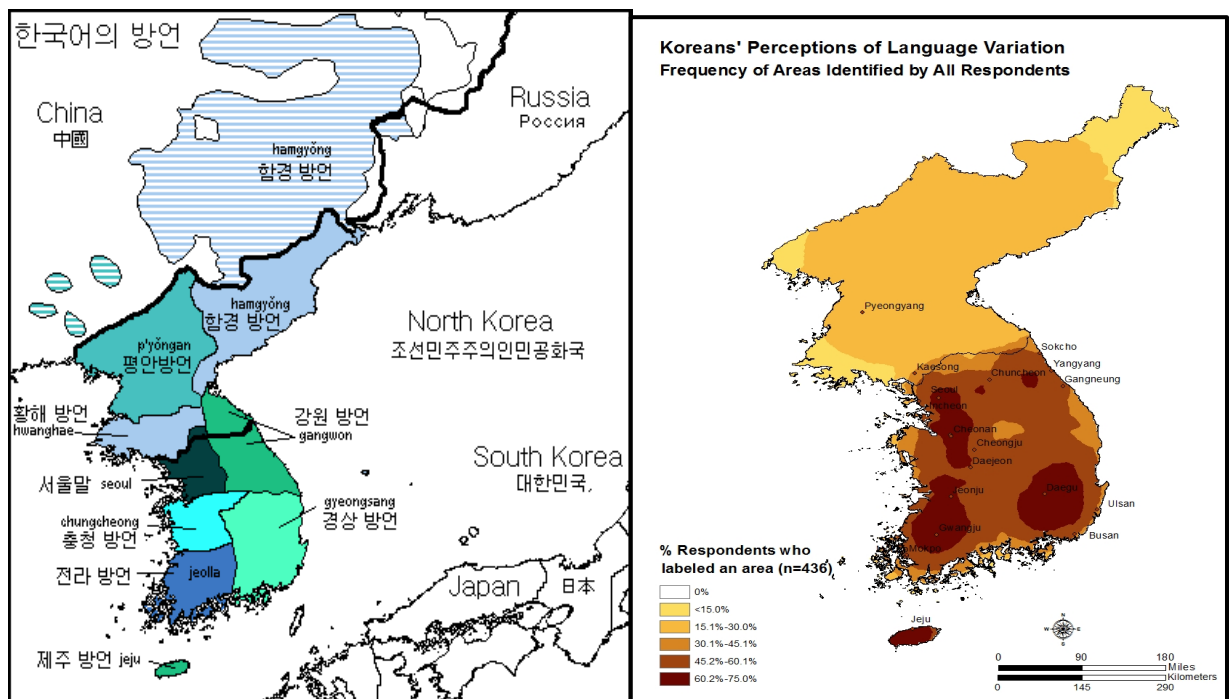 한국어의 방언
China
中國
Russia
Россия
hamgyŏng
함경 방언
hamgyŏng
함경 방언
p'yŏngan
평안방언
North Korea
조선민주주의인민공화국
황해 방언
hwanghae
강원 방언
gangwon
South Korea
대한민국,
서울말 seoul
gyeongsang
경상 방언
chungcheong
충청 방언
전라 방언
jeolla
Japan
日本
제주 방언 jeju
Koreans' Perceptions of Language Variation
Frequency of Areas Identified by All Respondents
Pyeongyang
Sokcho
Kaesong
Yangyang
Chuncheon
Gangneung
Seoul
Incheon
Cheonan
Cheongju
Daejeon
Jeonju
Daegu
Ulsan
Gwangju
Busan
Mokpo
% Respondents who
labeled an area (n=436)
0%
<15.0%
15.1%-30.0%
30.1%-45.1%
45.2%-60.1%
60.2%-75.0%
Jeju
N
W E
S
0 90 180
Miles
Kilometers
0 145 290